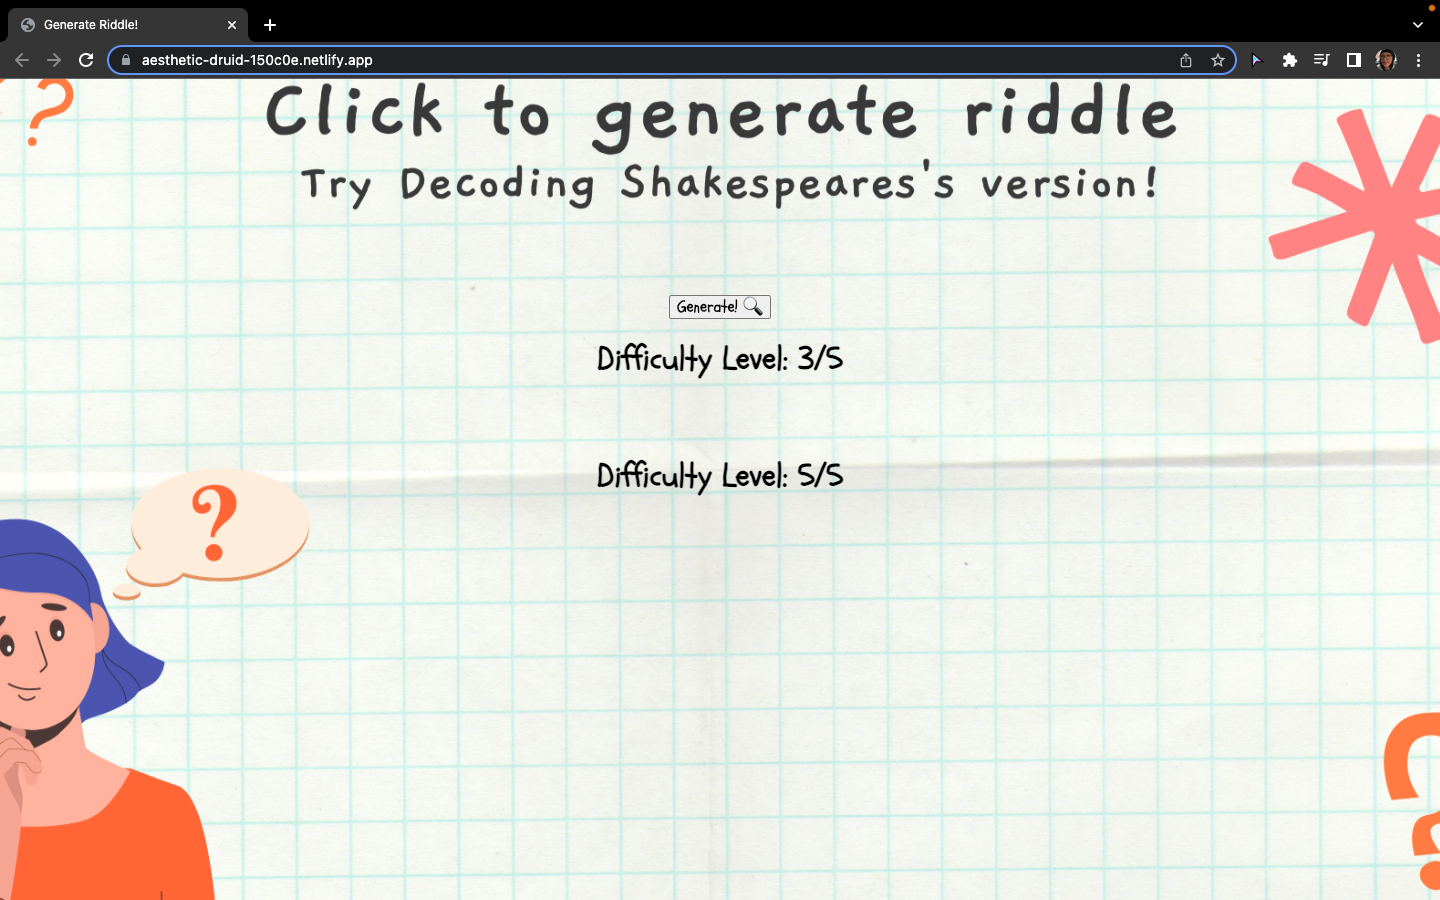 Generate Riddle!
aesthetic-druid-150c0e.netlify.app
??
Click to generate riddle
Try Decoding Shakespeares's version!
Generate! 🔍
Difficulty Level: 3/5
Difficulty Level: 5/5
?
?